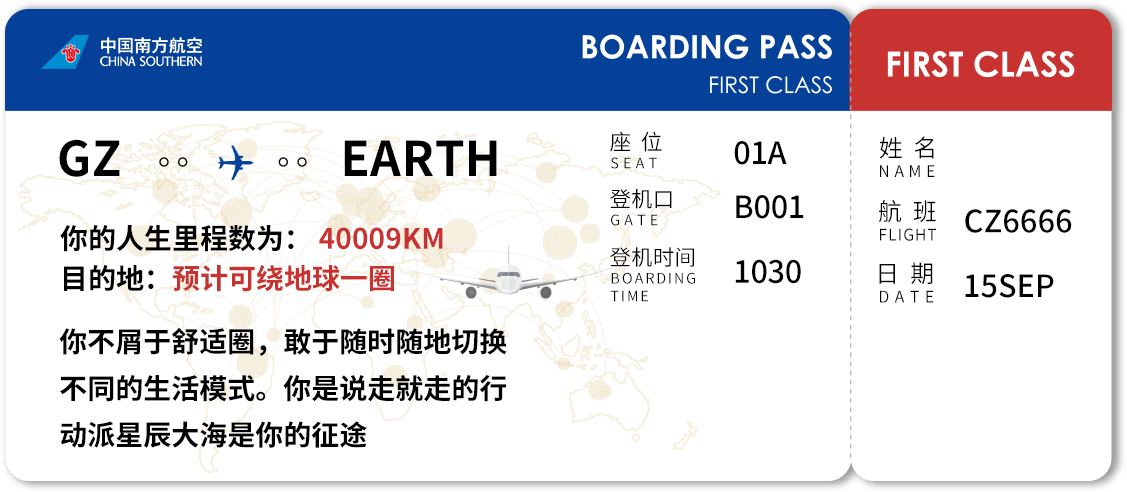 中国南方航空
CHINA SOUTHERN
BOARDING PASS
FIRST CLASS
FIRST CLASS
GZ EARTH
你的人生里程数为： 40009KM
目的地：预计可绕地球一圈
你不屑于舒适圈，敢于随时随地切换
不同的生活模式。你是说走就走的行
动派星辰大海是你的征途
座 位
SEAT
01A
登机口
GATE
B001
登机时间
BOARDING
TIME
1030
姓 名
NAME
航 班
FLIGHT
CZ6666
日 期
DATE
15SEP